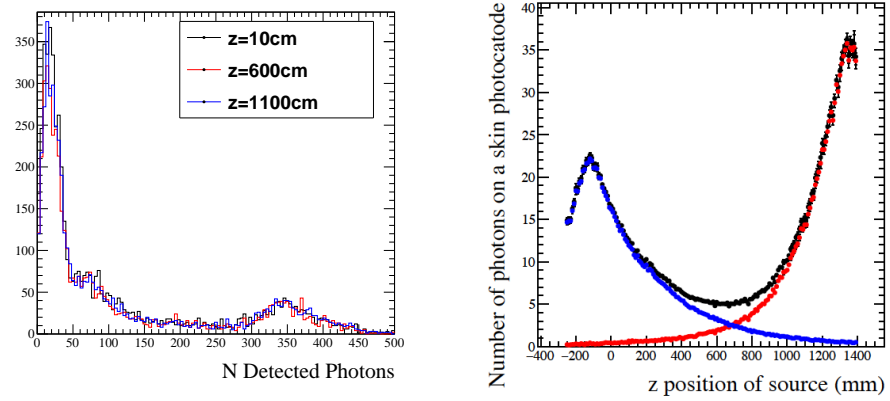 350
300
250
200
150
100
50
0
z=10cm
z=600cm
z=1100cm
0 50 100 150 200 250 300 350 400 450 500
N Detected Photons
Number of photons on a skin photocatode
40
35
30
25
20
15
10
5
0
-400 -200 0 200 400 600 800 1000 1200 1400
z position of source (mm)